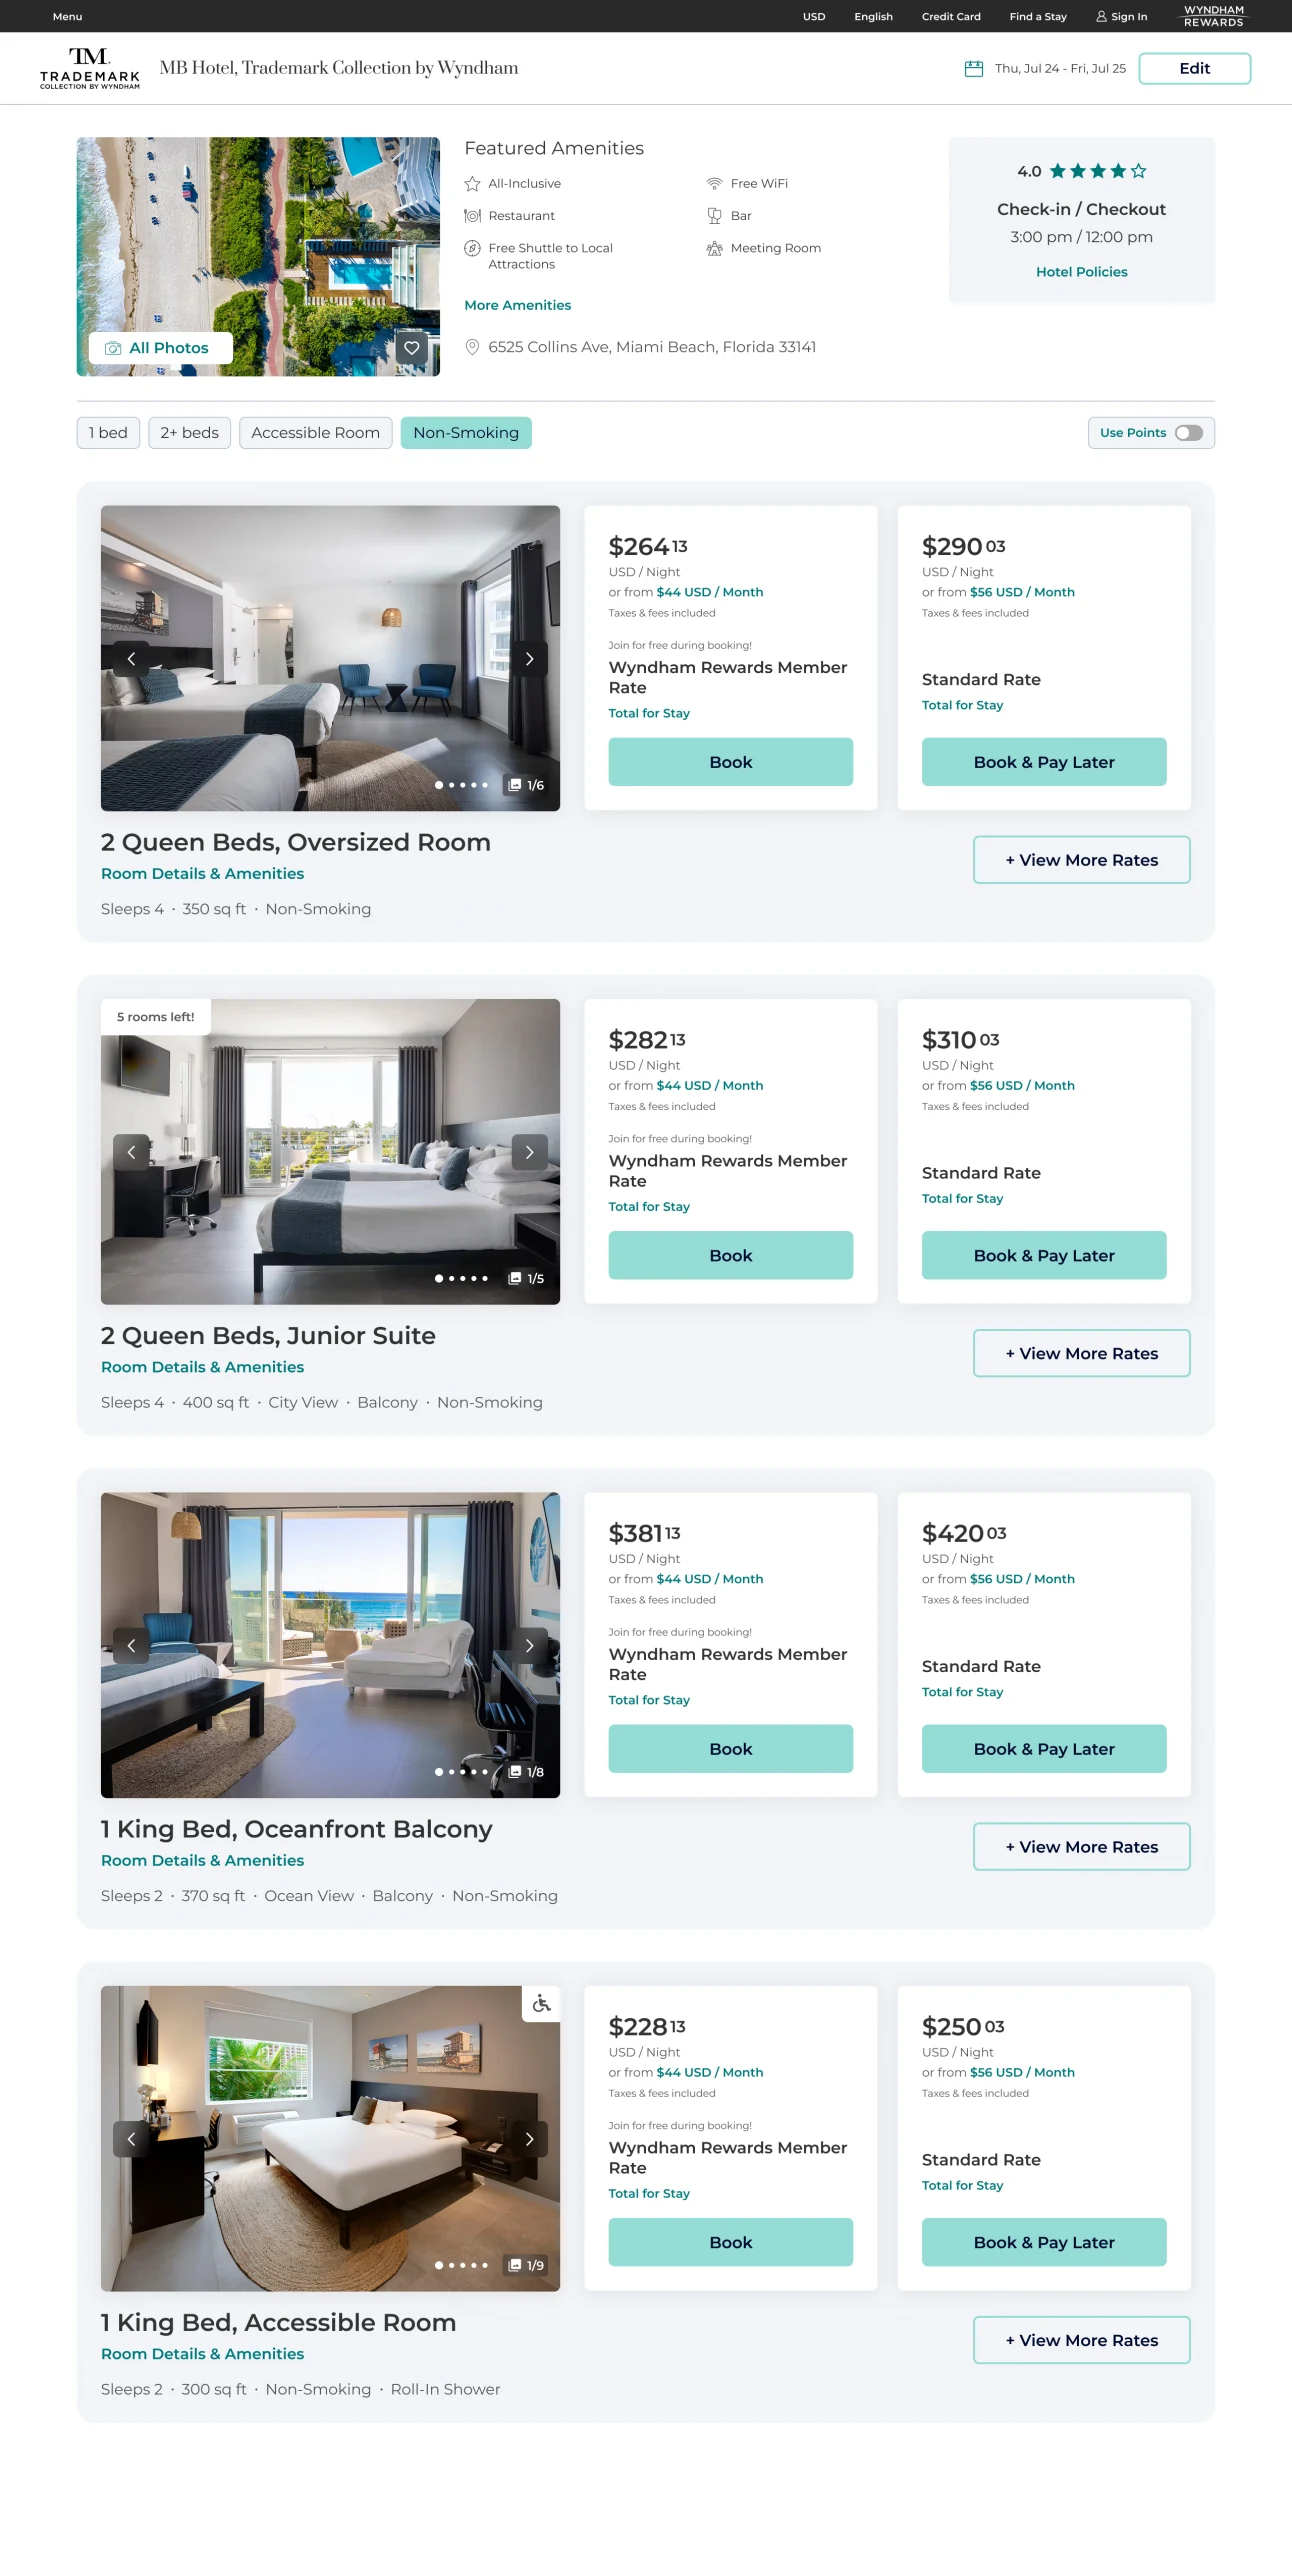 Menu
USD
English
Credit Card
Find a Stay
Sign In
WYNDHAM
REWARDS
TM
TRADEMARK
COLLECTION BY WYNDHAM
MB Hotel, Trademark Collection by Wyndham
Thu, Jul 24 - Fri, Jul 25
Edit
All Photos
Featured Amenities
All-Inclusive
Free WiFi
Restaurant
Bar
Free Shuttle to Local
Attractions
Meeting Room
More Amenities
6525 Collins Ave, Miami Beach, Florida 33141
4.0
Check-in / Checkout
3:00 pm / 12:00 pm
Hotel Policies
1 bed
2+ beds
Accessible Room
Non-Smoking
Use Points
1/6
2 Queen Beds, Oversized Room
Room Details & Amenities
Sleeps 4 · 350 sq ft · Non-Smoking
$264 13
USD / Night
or from $44 USD / Month
Taxes & fees included
Join for free during booking!
Wyndham Rewards Member
Rate
Total for Stay
Book
$290 03
USD / Night
or from $56 USD / Month
Taxes & fees included
Standard Rate
Total for Stay
Book & Pay Later
+ View More Rates
5 rooms left!
1/5
2 Queen Beds, Junior Suite
Room Details & Amenities
Sleeps 4 · 400 sq ft · City View · Balcony · Non-Smoking
$282 13
USD / Night
or from $44 USD / Month
Taxes & fees included
Join for free during booking!
Wyndham Rewards Member
Rate
Total for Stay
Book
$310 03
USD / Night
or from $56 USD / Month
Taxes & fees included
Standard Rate
Total for Stay
Book & Pay Later
+ View More Rates
1/8
1 King Bed, Oceanfront Balcony
Room Details & Amenities
Sleeps 2 · 370 sq ft · Ocean View · Balcony · Non-Smoking
$381 13
USD / Night
or from $44 USD / Month
Taxes & fees included
Join for free during booking!
Wyndham Rewards Member
Rate
Total for Stay
Book
$420 03
USD / Night
or from $56 USD / Month
Taxes & fees included
Standard Rate
Total for Stay
Book & Pay Later
+ View More Rates
1/9
1 King Bed, Accessible Room
Room Details & Amenities
Sleeps 2 · 300 sq ft · Non-Smoking · Roll-In Shower
$228 13
USD / Night
or from $44 USD / Month
Taxes & fees included
Join for free during booking!
Wyndham Rewards Member
Rate
Total for Stay
Book
$250 03
USD / Night
or from $56 USD / Month
Taxes & fees included
Standard Rate
Total for Stay
Book & Pay Later
+ View More Rates